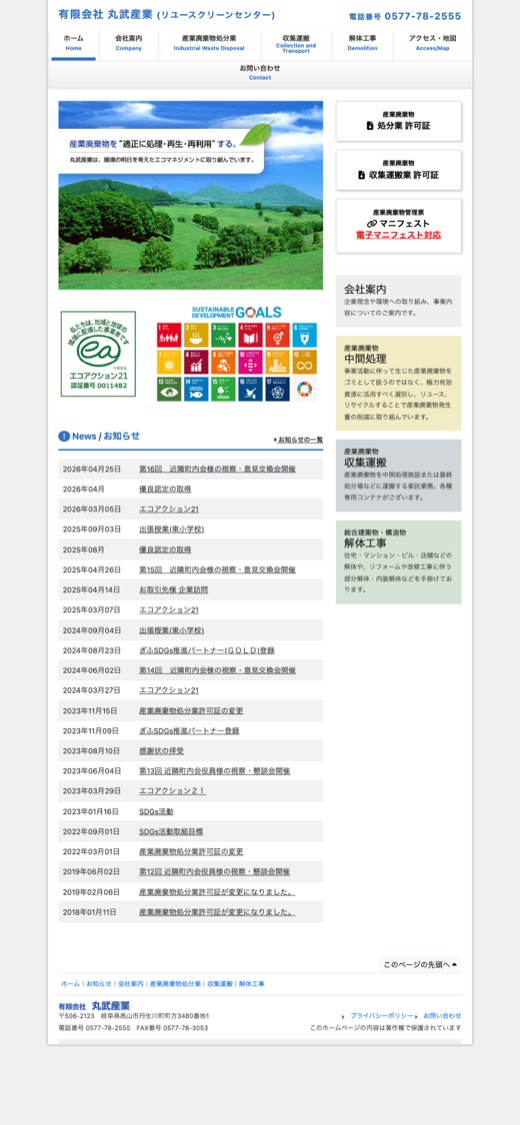 有限会社 丸武産業 (リユースクリーンセンター)
電話番号 0577-78-2555
ホーム
Home
会社案内
Company
産業廃棄物処分業
Industrial Waste Disposal
収集運搬
Collection and
Transport
解体工事
Demolition
アクセス・地図
Access/Map
お問い合わせ
Contact
産業廃棄物を “適正に処理・再生・再利用” する。
丸武産業は、環境の明日を考えたエコマネジメントに取り組んでいます。
産業廃棄物
処分業 許可証
産業廃棄物
収集運搬業 許可証
産業廃棄物管理票
マニフェスト
電子マニフェスト対応
私たちは、地域と地球の
環境に配慮した事業者です
ea
エコアクション21
認証番号 0011482
SUSTAINABLE
DEVELOPMENT GOALS
会社案内
企業理念や環境への取り組み、事業内
容についてのご案内です。
産業廃棄物
中間処理
事業活動に伴って生じた産業廃棄物を
ゴミとして扱うのではなく、極力有効
資源に活用すべく選別し、リユース、
リサイクルすることで産業廃棄物発生
量の削減に取り組んでいます。
産業廃棄物
収集運搬
産業廃棄物を中間処理施設または最終
処分場などに運搬する委託業務。各種
専用コンテナがございます。
総合建築物・構造物
解体工事
住宅・マンション・ビル・店舗などの
解体や、リフォームや改修工事に伴う
部分解体・内装解体などを手掛けてお
ります。
News / お知らせ
お知らせの一覧
2026年04月25日 第16回　近隣町内会様の視察・意見交換会開催
2026年04月 優良認定の取得
2026年03月05日 エコアクション21
2025年09月03日 出張授業(東小学校)
2025年08月 優良認定の取得
2025年04月26日 第15回　近隣町内会様の視察・意見交換会開催
2025年04月14日 お取引先様 企業訪問
2025年03月07日 エコアクション21
2024年09月04日 出張授業(東小学校)
2024年08月23日 ぎふSDGs推進パートナー(ＧＯＬＤ)登録
2024年06月02日 第14回　近隣町内会様の視察・意見交換会開催
2024年03月27日 エコアクション21
2023年11月15日 産業廃棄物処分業許可証の変更
2023年11月09日 ぎふSDGs推進パートナー登録
2023年08月10日 感謝状の拝受
2023年06月04日 第13回 近隣町内会役員様の視察・懇談会開催
2023年03月29日 エコアクション２１
2023年01月16日 SDGs活動
2022年09月01日 SDGs活動取組目標
2022年03月01日 産業廃棄物処分業許可証の変更
2019年06月02日 第12回 近隣町内会役員様の視察・懇談会開催
2019年02月06日 産業廃棄物処分業許可証が変更になりました。
2018年01月11日 産業廃棄物処分業許可証が変更になりました。
このページの先頭へ
ホーム｜お知らせ｜会社案内｜産業廃棄物処分業｜収集運搬｜解体工事
有限会社 丸武産業
〒506-2123　岐阜県高山市丹生川町町方3480番地1
電話番号 0577-78-2555　FAX番号 0577-78-3053
プライバシーポリシー お問い合わせ
このホームページの内容は著作権で保護されています